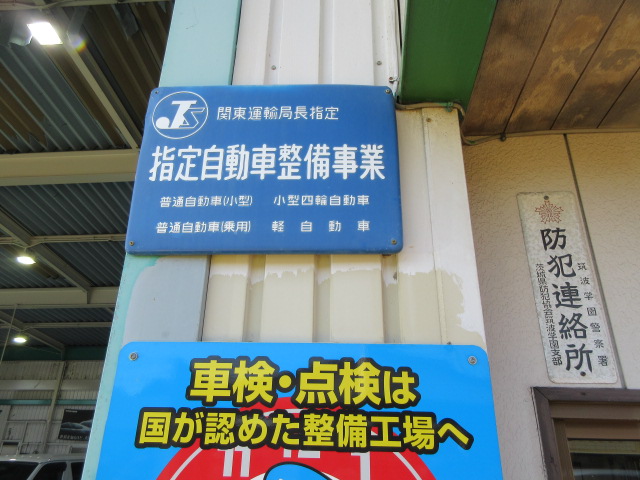 JS
関東運輸局長指定
指定自動車整備事業
普通自動車(小型) 小型四輪自動車
普通自動車(乗用) 軽自動車
車検・点検は
国が認めた整備工場へ
11 12 1
防犯連絡所
筑波学園警察署
茨城県防犯協会筑波学園支部